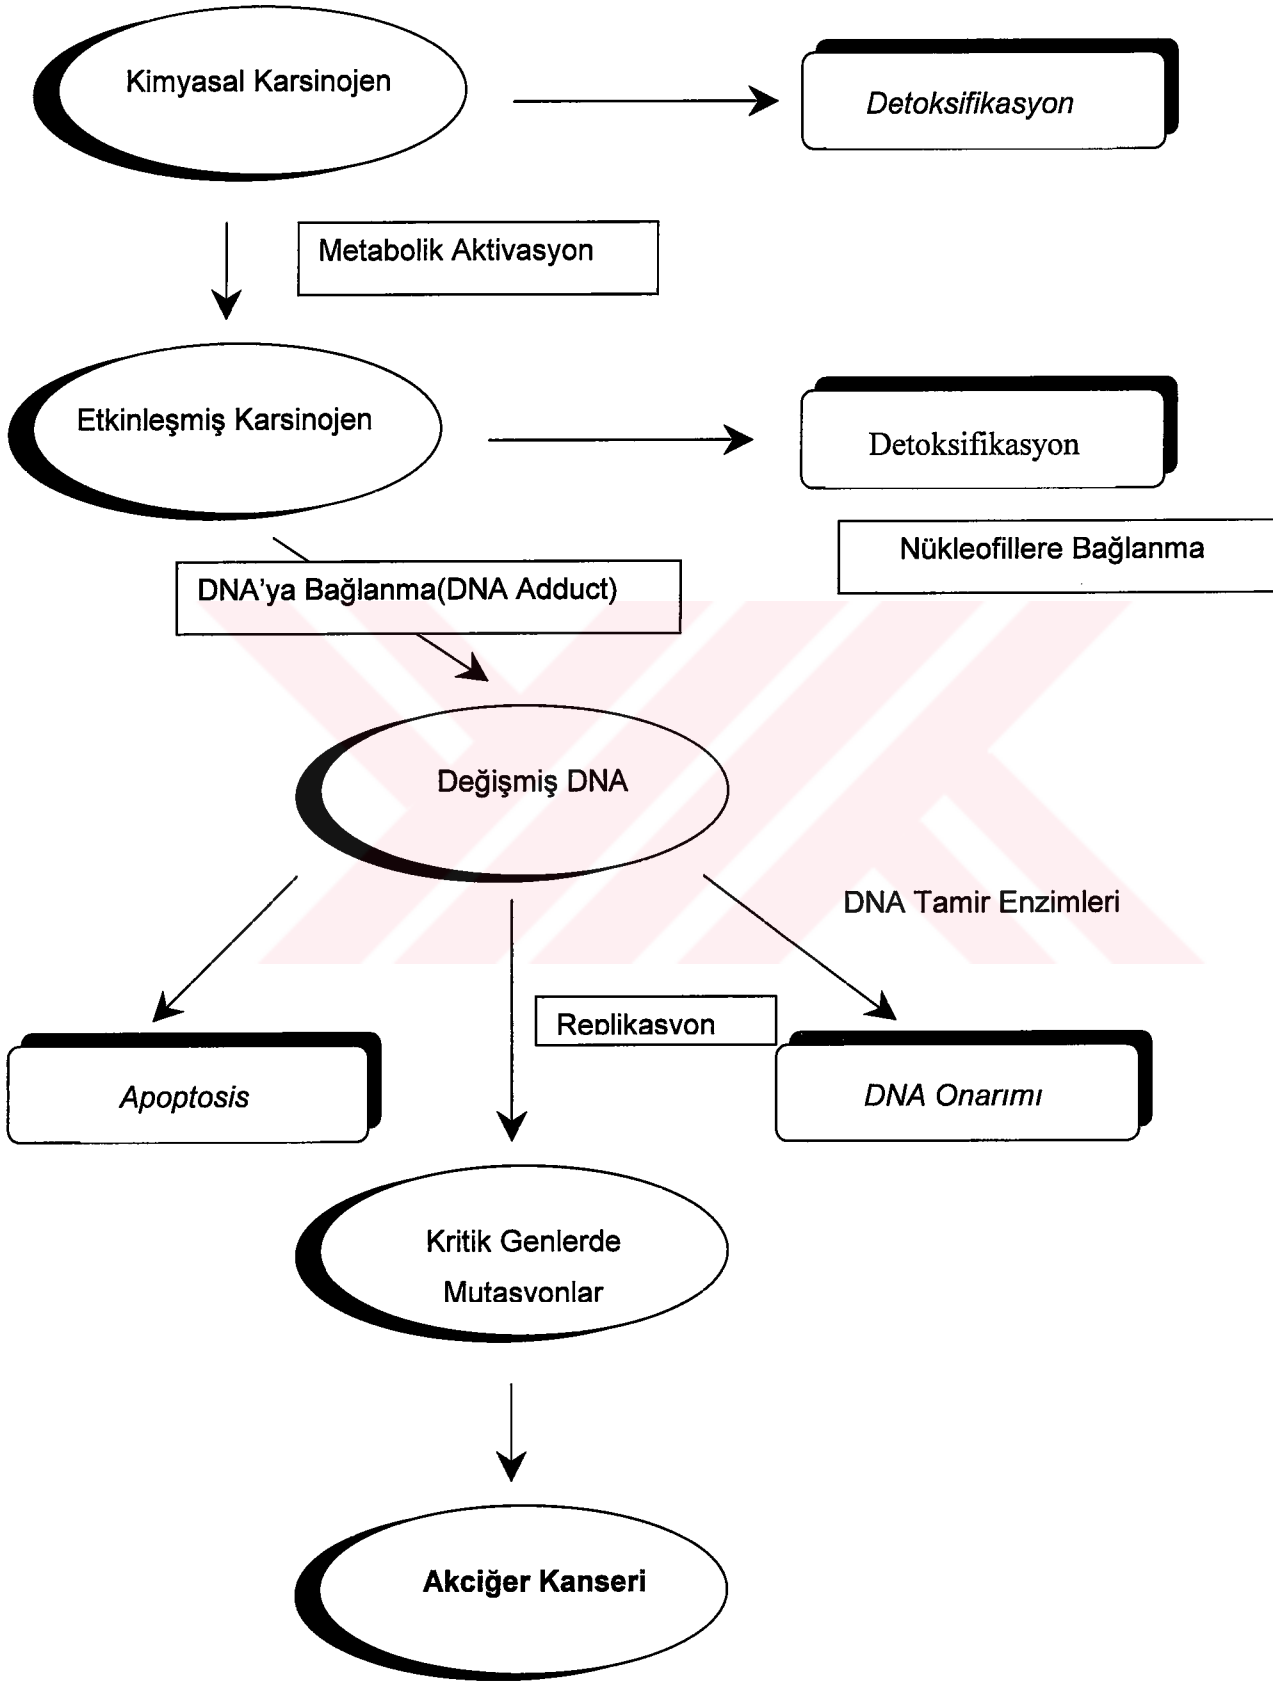 Kimyasal Karsinojen
Detoksifikasyon
Metabolik Aktivasyon
Etkinleşmiş Karsinojen
Detoksifikasyon
Nükleofillere Bağlanma
DNA'ya Bağlanma(DNA Adduct)
Değişmiş DNA
DNA Tamir Enzimleri
Replikasyon
Apoptosis
DNA Onarımı
Kritik Genlerde
Mutasyonlar
Akciğer Kanseri